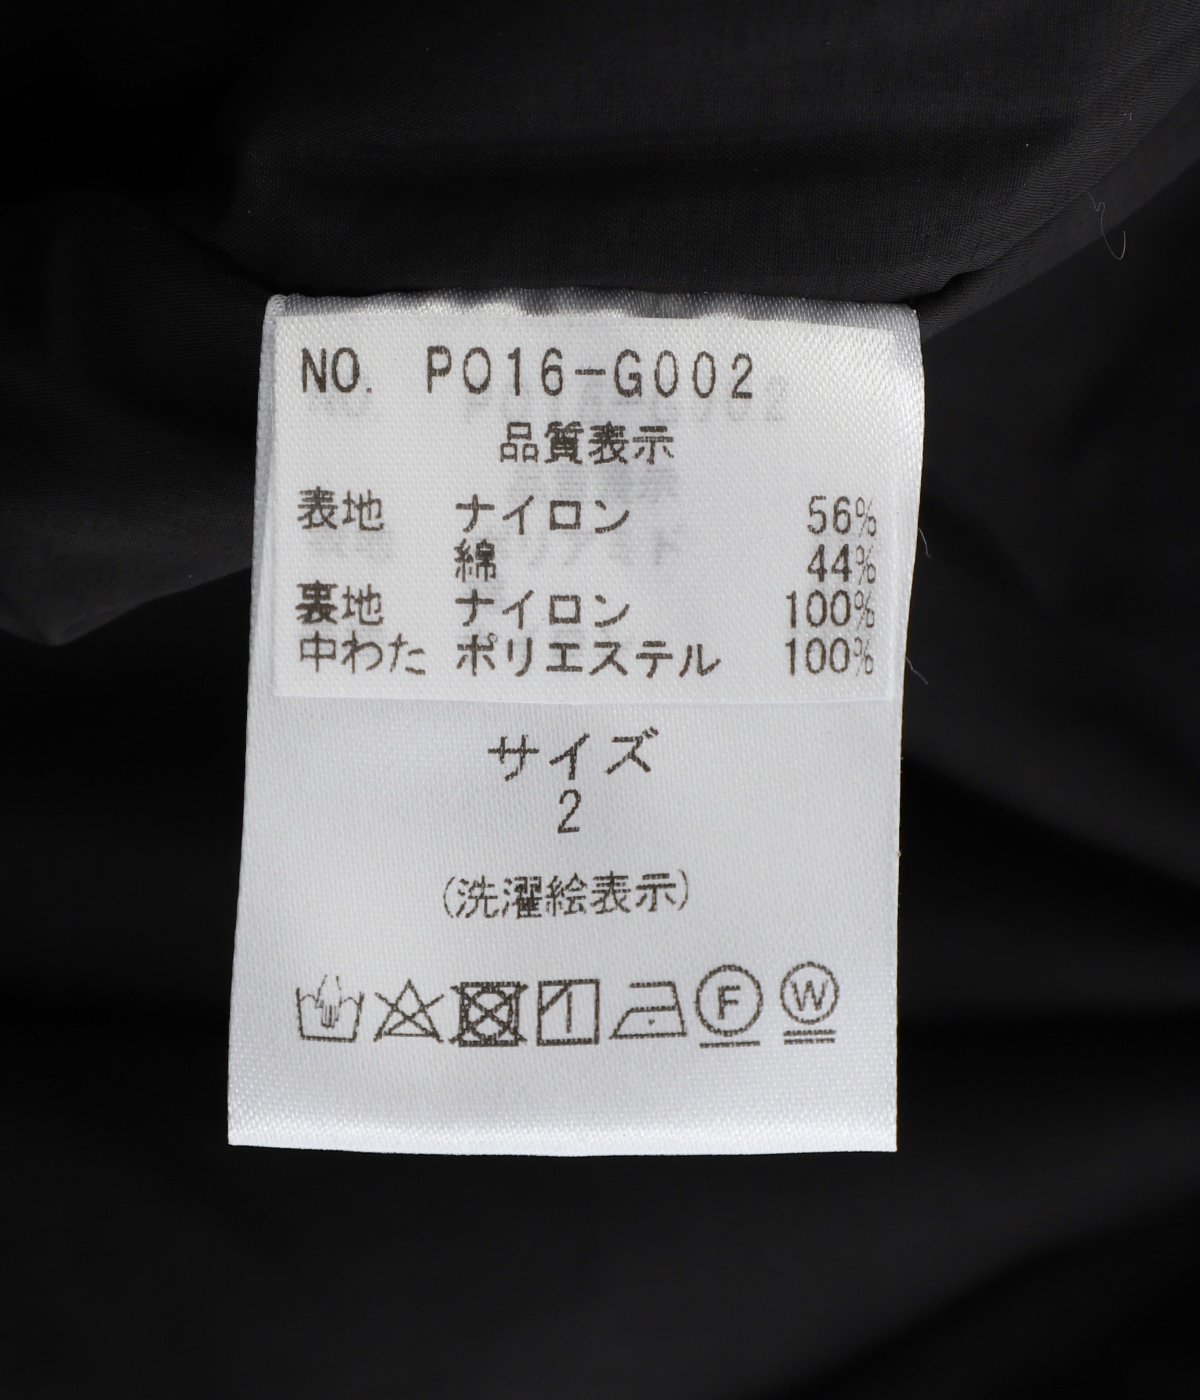 NO. P016-G002
品質表示
表地 ナイロン 56%
綿 44%
裏地 ナイロン 100%
中わた ポリエステル 100%
サイズ
2
(洗濯絵表示)
F W